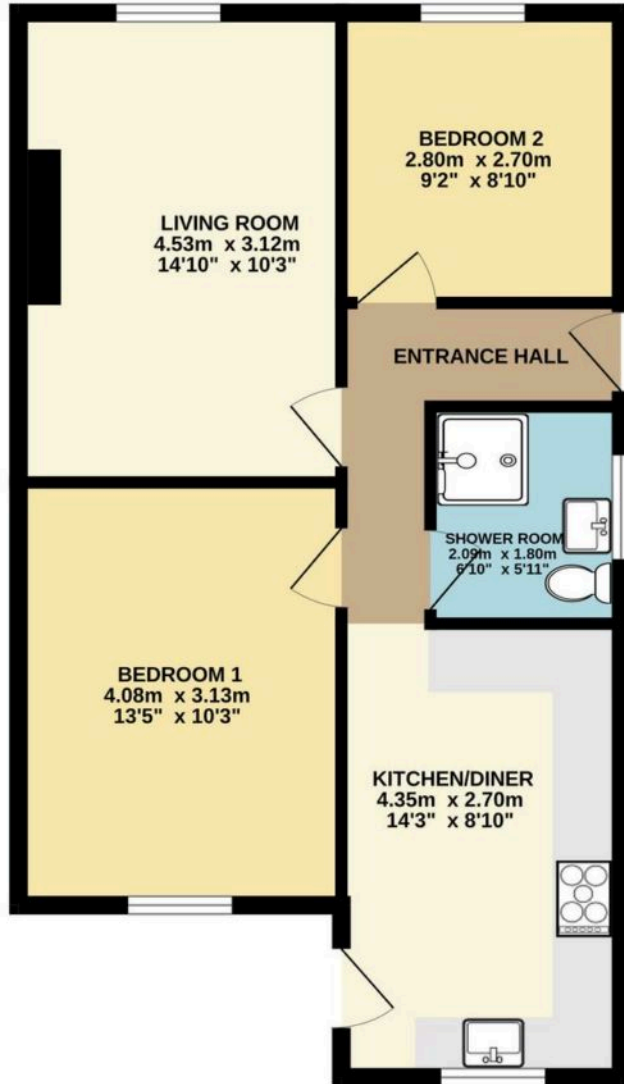 BEDROOM 2
2.80m x 2.70m
9'2" x 8'10"
LIVING ROOM
4.53m x 3.12m
14'10" x 10'3"
ENTRANCE HALL
SHOWER ROOM
2.09m x 1.80m
6'10" x 5'11"
BEDROOM 1
4.08m x 3.13m
13'5" x 10'3"
KITCHEN/DINER
4.35m x 2.70m
14'3" x 8'10"